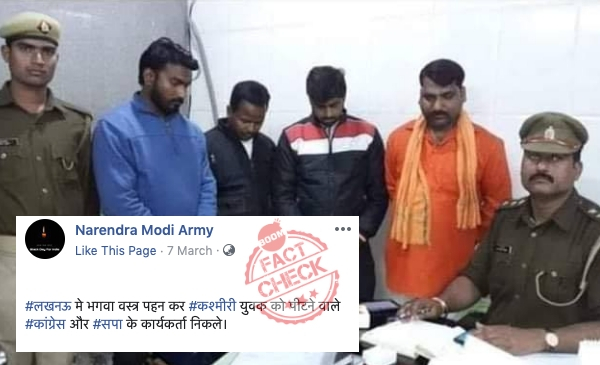 Narendra Modi Army
Like This Page · 7 March ·
BOOM
FACT
CHECK
#लखनऊ मे भगवा वस्त्र पहन कर #कश्मीरी युवक को पीटने वाले
#कांग्रेस और #सपा के कार्यकर्ता निकले।